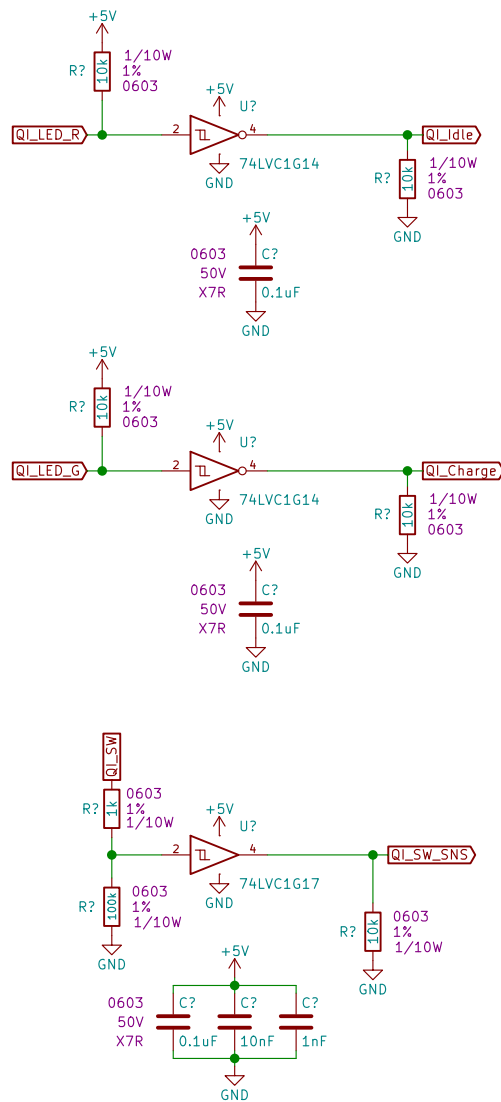 +5V
R?
10k
1/10W
1%
0603
+5V
U?
QI_LED_R
2
4
QI_Idle
GND
74LVC1G14
R?
10k
1/10W
1%
0603
GND
+5V
0603
50V
X7R
C?
0.1uF
GND
+5V
R?
10k
1/10W
1%
0603
+5V
U?
QI_LED_G
2
4
QI_Charge
GND
74LVC1G14
R?
10k
1/10W
1%
0603
GND
+5V
0603
50V
X7R
C?
0.1uF
GND
QI_SW
R?
1k
0603
1%
1/10W
+5V
U?
2
4
QI_SW_SNS
GND
74LVC1G17
R?
100k
0603
1%
1/10W
GND
R?
10k
0603
1%
1/10W
GND
+5V
0603
50V
X7R
C?
0.1uF
C?
10nF
C?
1nF
GND